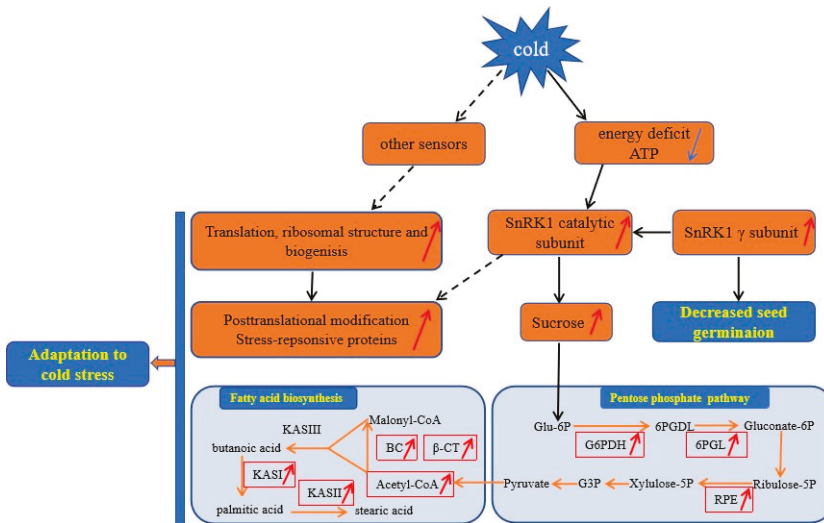 cold
other sensors
energy deficit
ATP
Translation, ribosomal structure and
biogenisis
SnRK1 catalytic
subunit
SnRK1 γ subunit
Posttranslational modification
Stress-repsonsive proteins
Sucrose
Decreased seed
germinaion
Adaptation to
cold stress
Fatty acid biosynthesis
KASIII
Malonyl-CoA
butanoic acid
BC
β-CT
KASI
KASII
Acetyl-CoA
palmitic acid
stearic acid
Pentose phosphate pathway
Glu-6P
6PGDL
Gluconate-6P
G6PDH
6PGL
Pyruvate
G3P
Xylulose-5P
Ribulose-5P
RPE